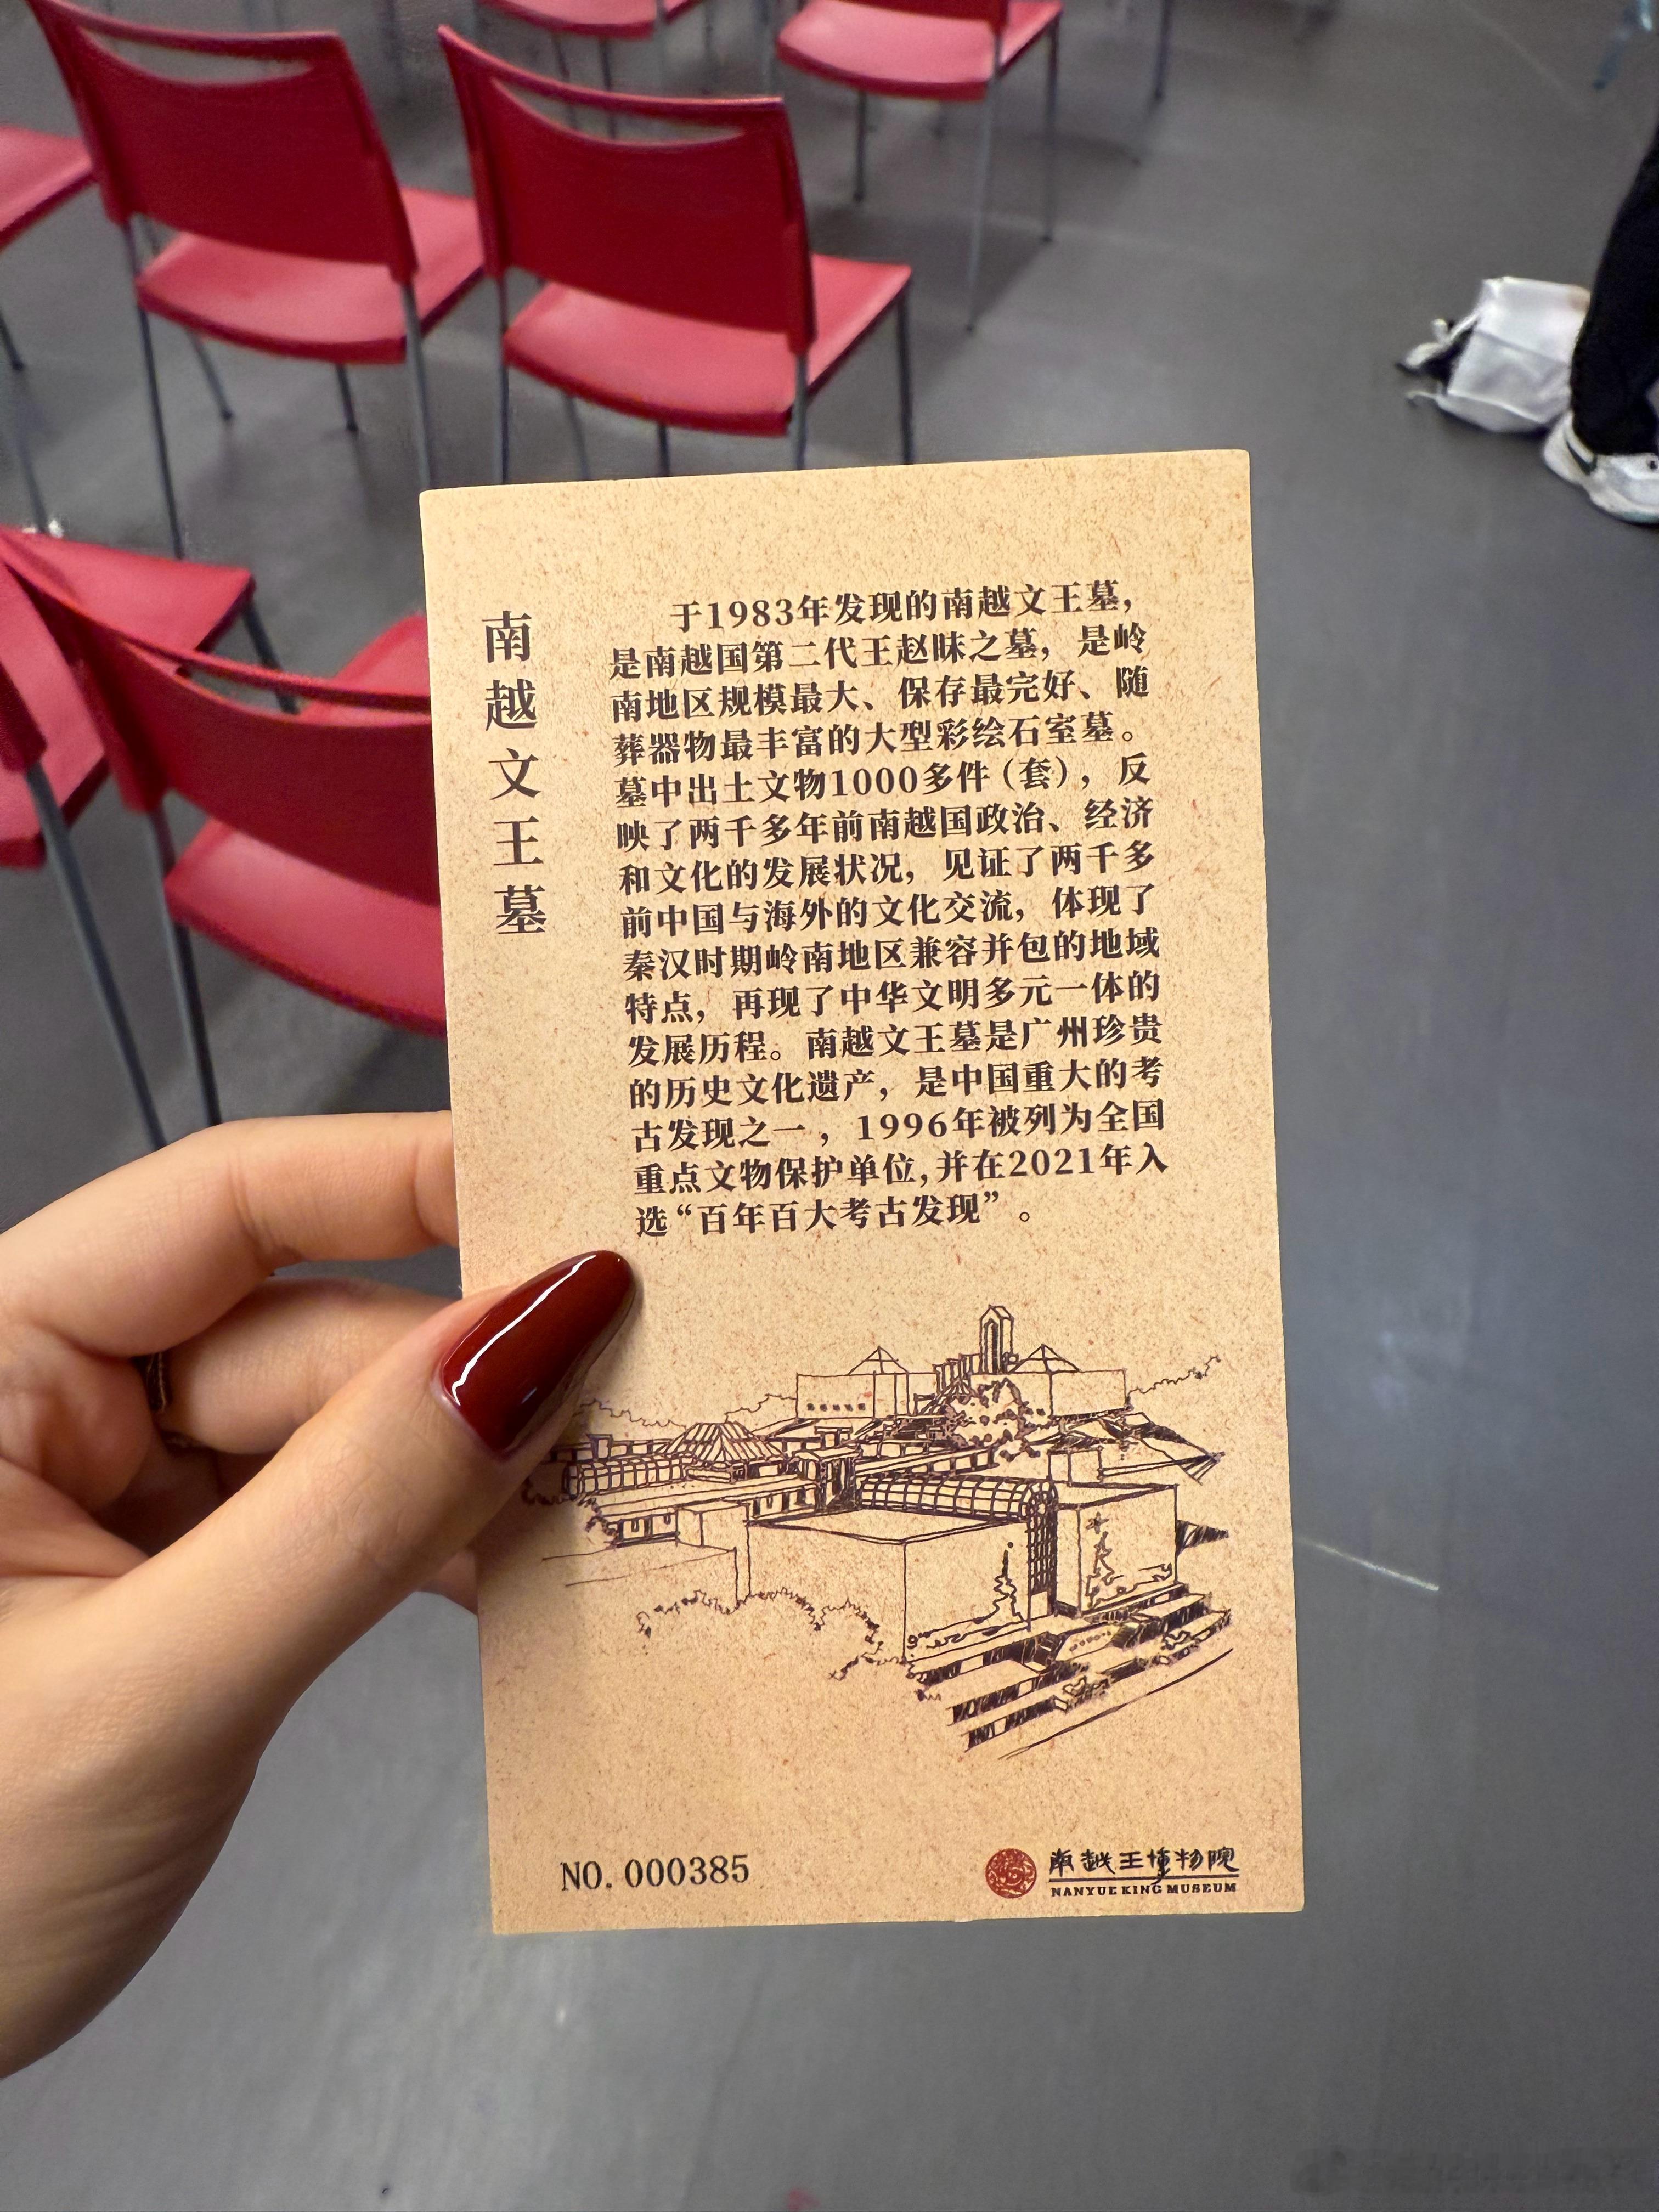 南越文王墓
于1983年发现的南越文王墓，
是南越国第二代王赵眜之墓，是岭
南地区规模最大、保存最完好、随
葬器物最丰富的大型彩绘石室墓。
墓中出土文物1000多件（套），反
映了两千多年前南越国政治、经济
和文化的发展状况，见证了两千多
前中国与海外的文化交流，体现了
秦汉时期岭南地区兼容并包的地域
特点，再现了中华文明多元一体的
发展历程。南越文王墓是广州珍贵
的历史文化遗产，是中国重大的考
古发现之一，1996年被列为全国
重点文物保护单位，并在2021年入
选“百年百大考古发现”。
NO. 000385
南越王博物院
NANYUE KING MUSEUM